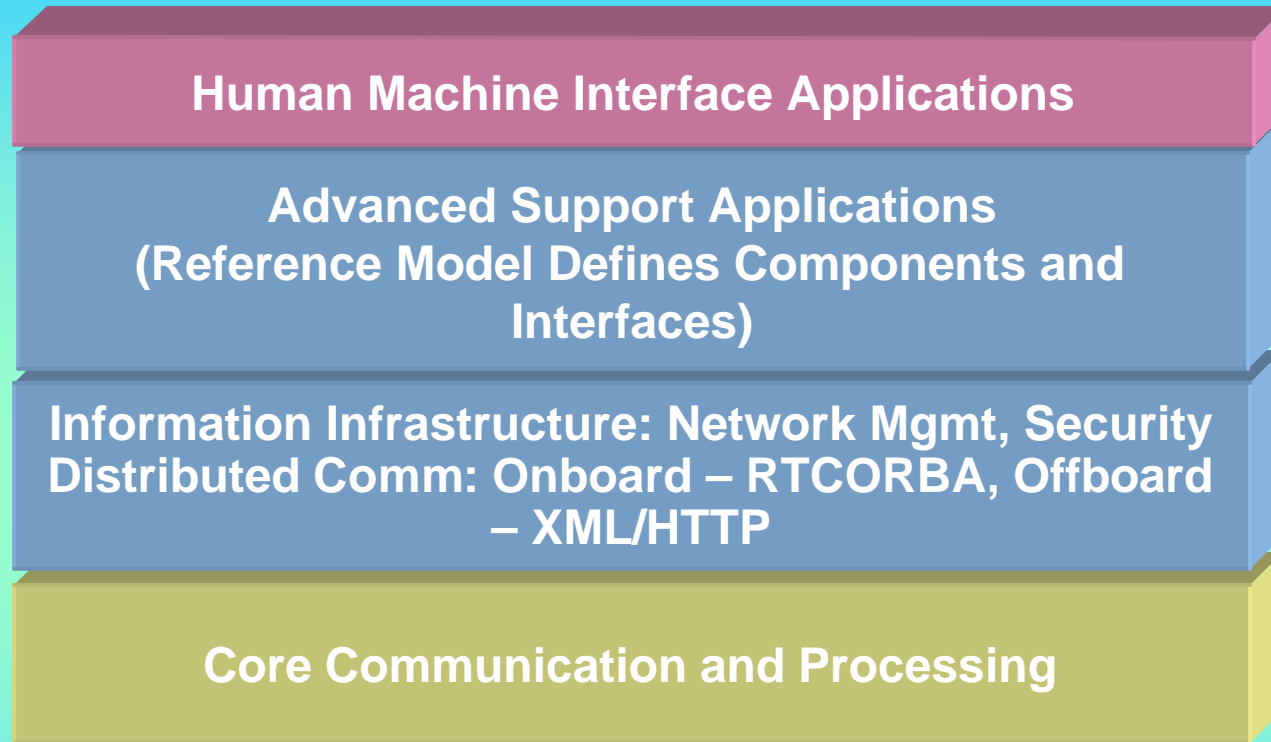 Human Machine Interface Applications
Advanced Support Applications
(Reference Model Defines Components and
Interfaces)
Information Infrastructure: Network Mgmt, Security
Distributed Comm: Onboard – RTCORBA, Offboard
– XML/HTTP
Core Communication and Processing